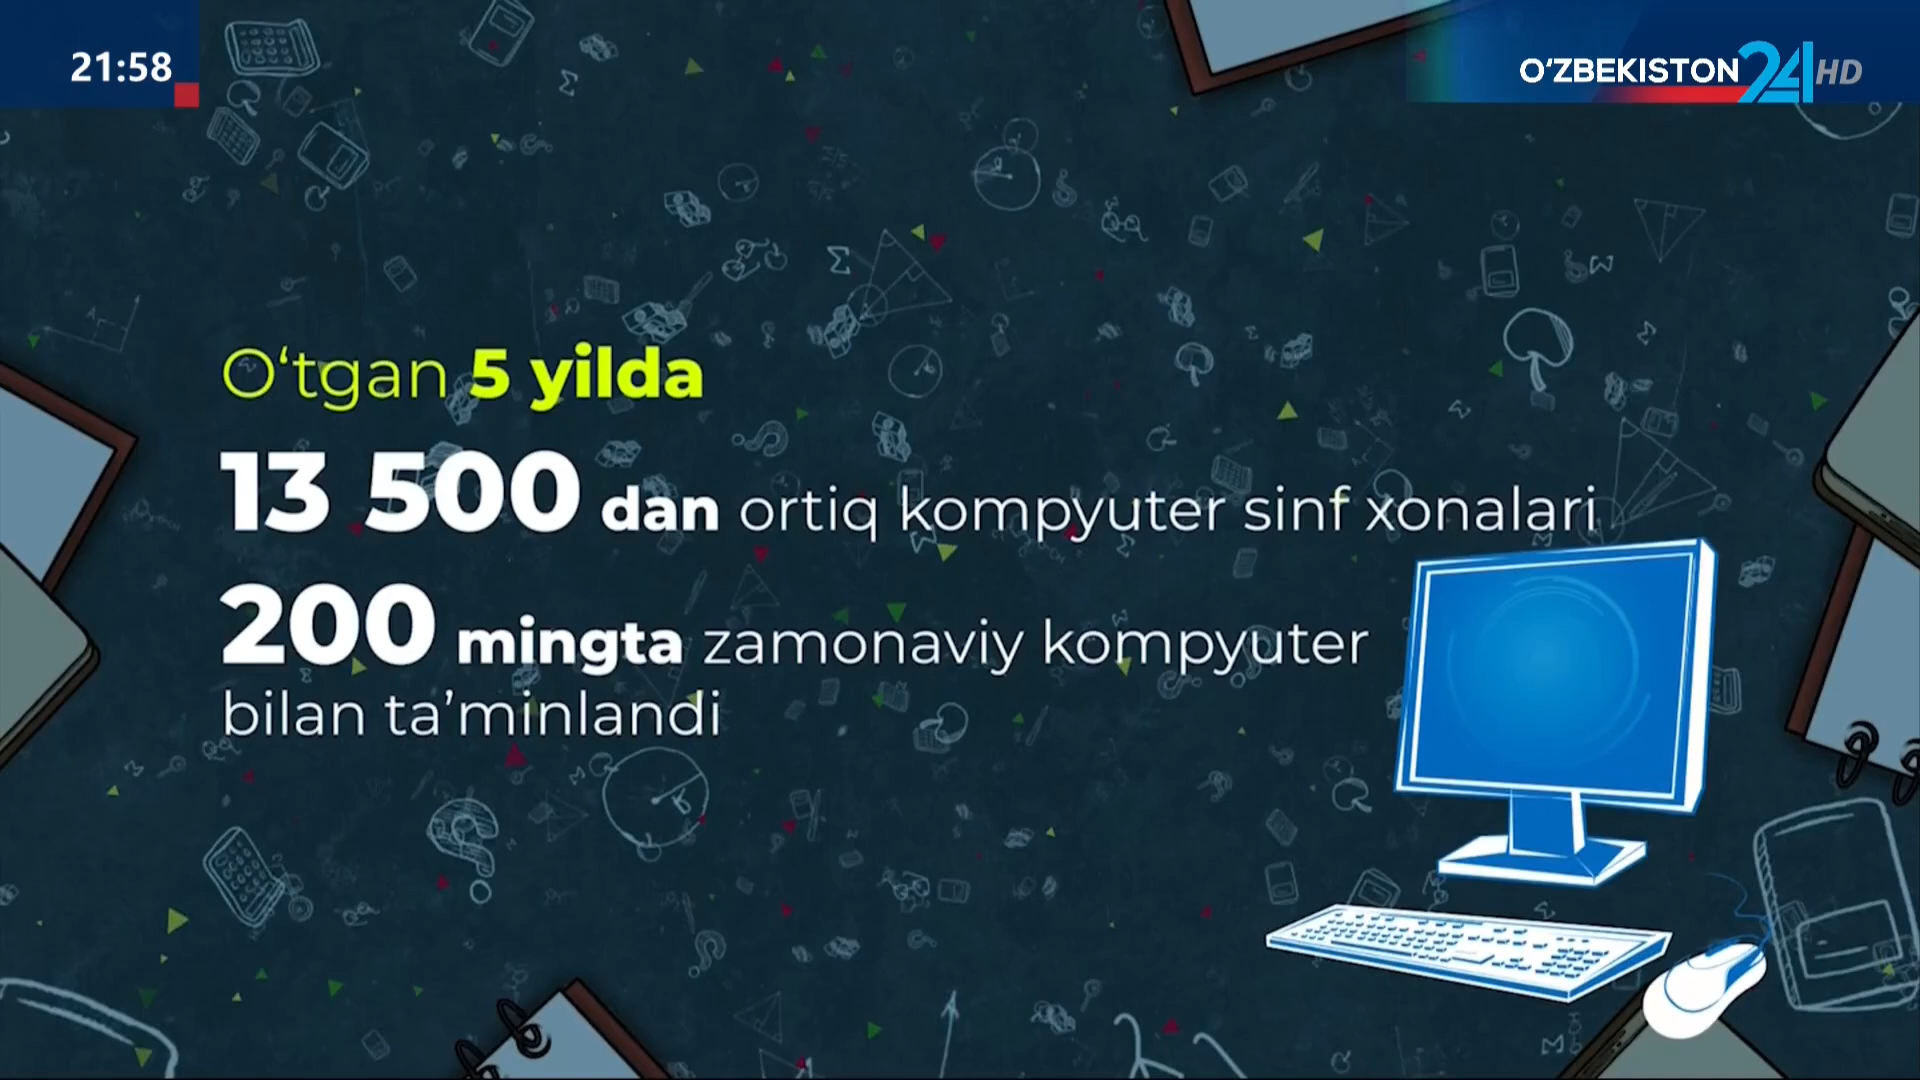 21:58
O‘ZBEKISTON 24 HD
O‘tgan 5 yilda
13 500 dan ortiq kompyuter sinf xonalari
200 mingta zamonaviy kompyuter
bilan ta’minlandi